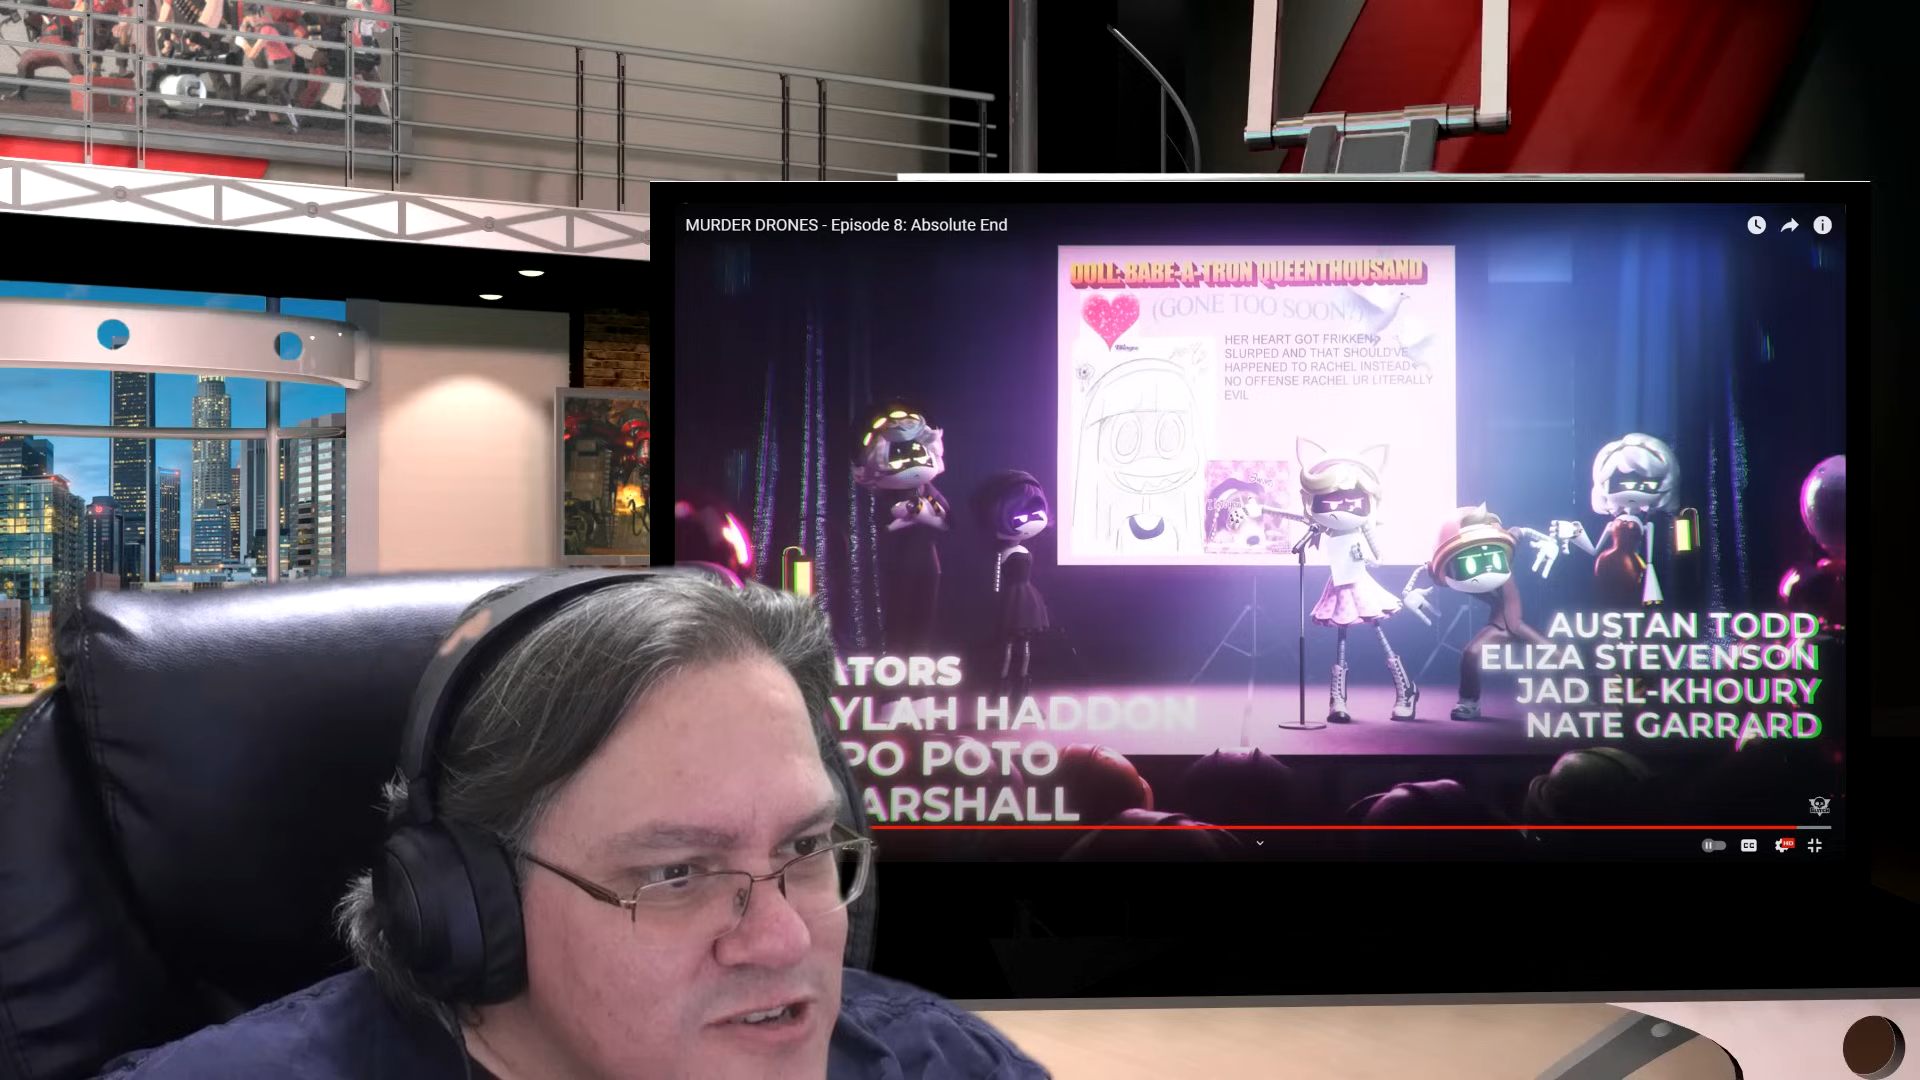 MURDER DRONES - Episode 8: Absolute End
DOLL-BABE-A-TRON QUEENTHOUSAND
(GONE TOO SOON?)
HER HEART GOT FRIKKEN
SLURPED AND THAT SHOULD'VE
HAPPENED TO RACHEL INSTEAD
NO OFFENSE RACHEL UR LITERALLY
EVIL
AUSTAN TODD
ELIZA STEVENSON
JAD EL-KHOURY
NATE GARRARD
ATORS
YLAH HADDON
PO POTO
ARSHALL
CC
HD